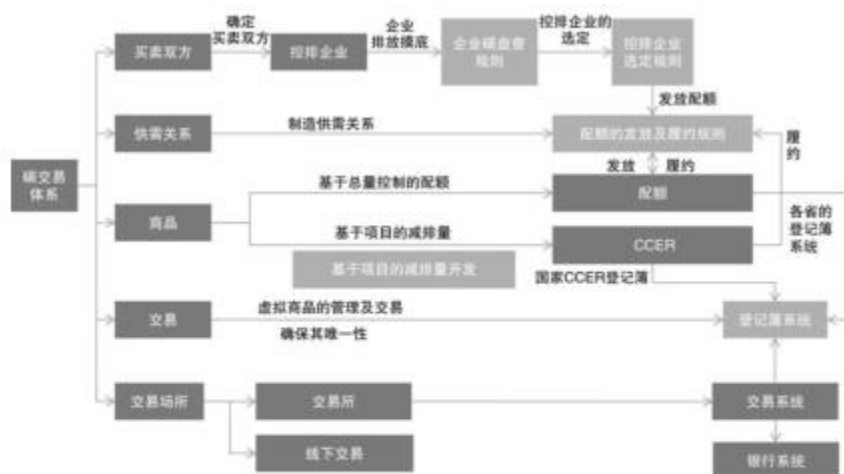 确定
买卖双方
企业
排放摸底
控排企业的
选定
买卖双方
控排企业
企业碳盘查
规则
控排企业
选定规则
发放配额
供需关系
制造供需关系
配额的发放及履约规则
履
约
发放
履约
碳交易
体系
基于总量控制的配额
配额
商品
各省的
登记薄
系统
基于项目的减排量
CCER
基于项目的减排量开发
国家CCER登记薄
虚拟商品的管理及交易
交易
登记薄系统
确保其唯一性
交易场所
交易所
交易系统
线下交易
银行系统